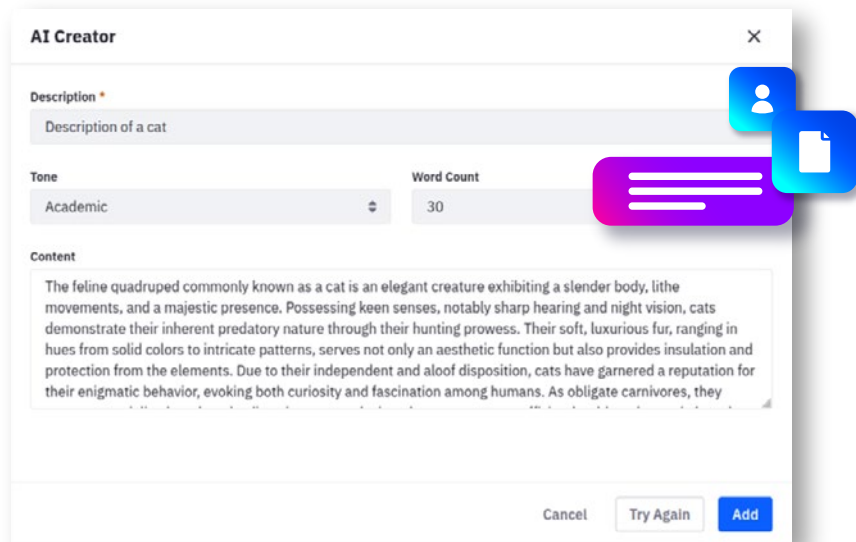 AI Creator
Description *
Description of a cat
Tone
Word Count
Academic
30
Content
The feline quadruped commonly known as a cat is an elegant creature exhibiting a slender body, lithe
movements, and a majestic presence. Possessing keen senses, notably sharp hearing and night vision, cats
demonstrate their inherent predatory nature through their hunting prowess. Their soft, luxurious fur, ranging in
hues from solid colors to intricate patterns, serves not only an aesthetic function but also provides insulation and
protection from the elements. Due to their independent and aloof disposition, cats have garnered a reputation for
their enigmatic behavior, evoking both curiosity and fascination among humans. As obligate carnivores, they
Cancel
Try Again
Add